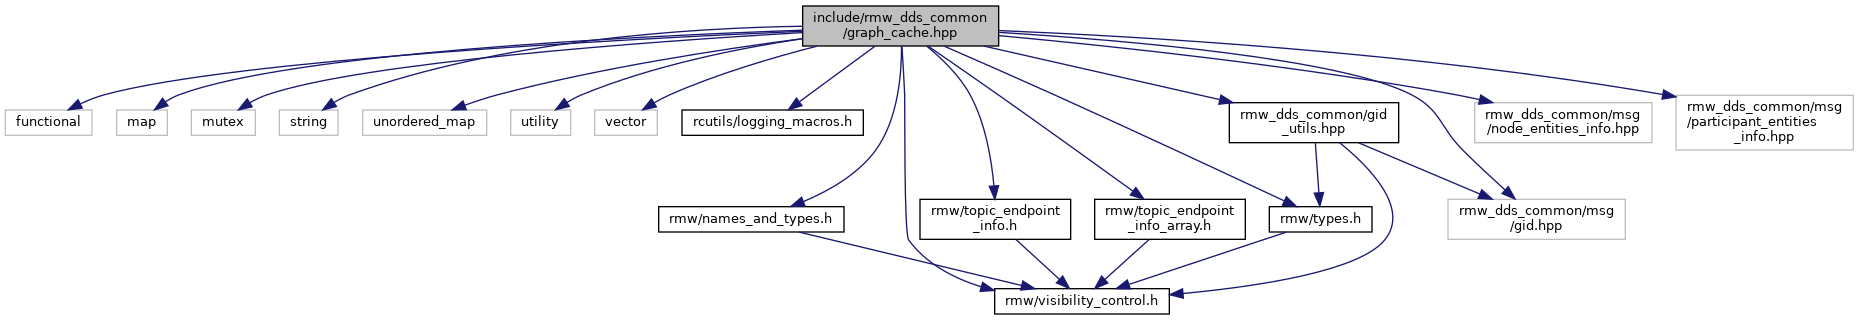 include/rmw_dds_common
/graph_cache.hpp
functional
map
mutex
string
unordered_map
utility
vector
rcutils/logging_macros.h
rmw_dds_common/gid
_utils.hpp
rmw_dds_common/msg
/node_entities_info.hpp
rmw_dds_common/msg
/participant_entities
_info.hpp
rmw/names_and_types.h
rmw/topic_endpoint
_info.h
rmw/topic_endpoint
_info_array.h
rmw/types.h
rmw_dds_common/msg
/gid.hpp
rmw/visibility_control.h